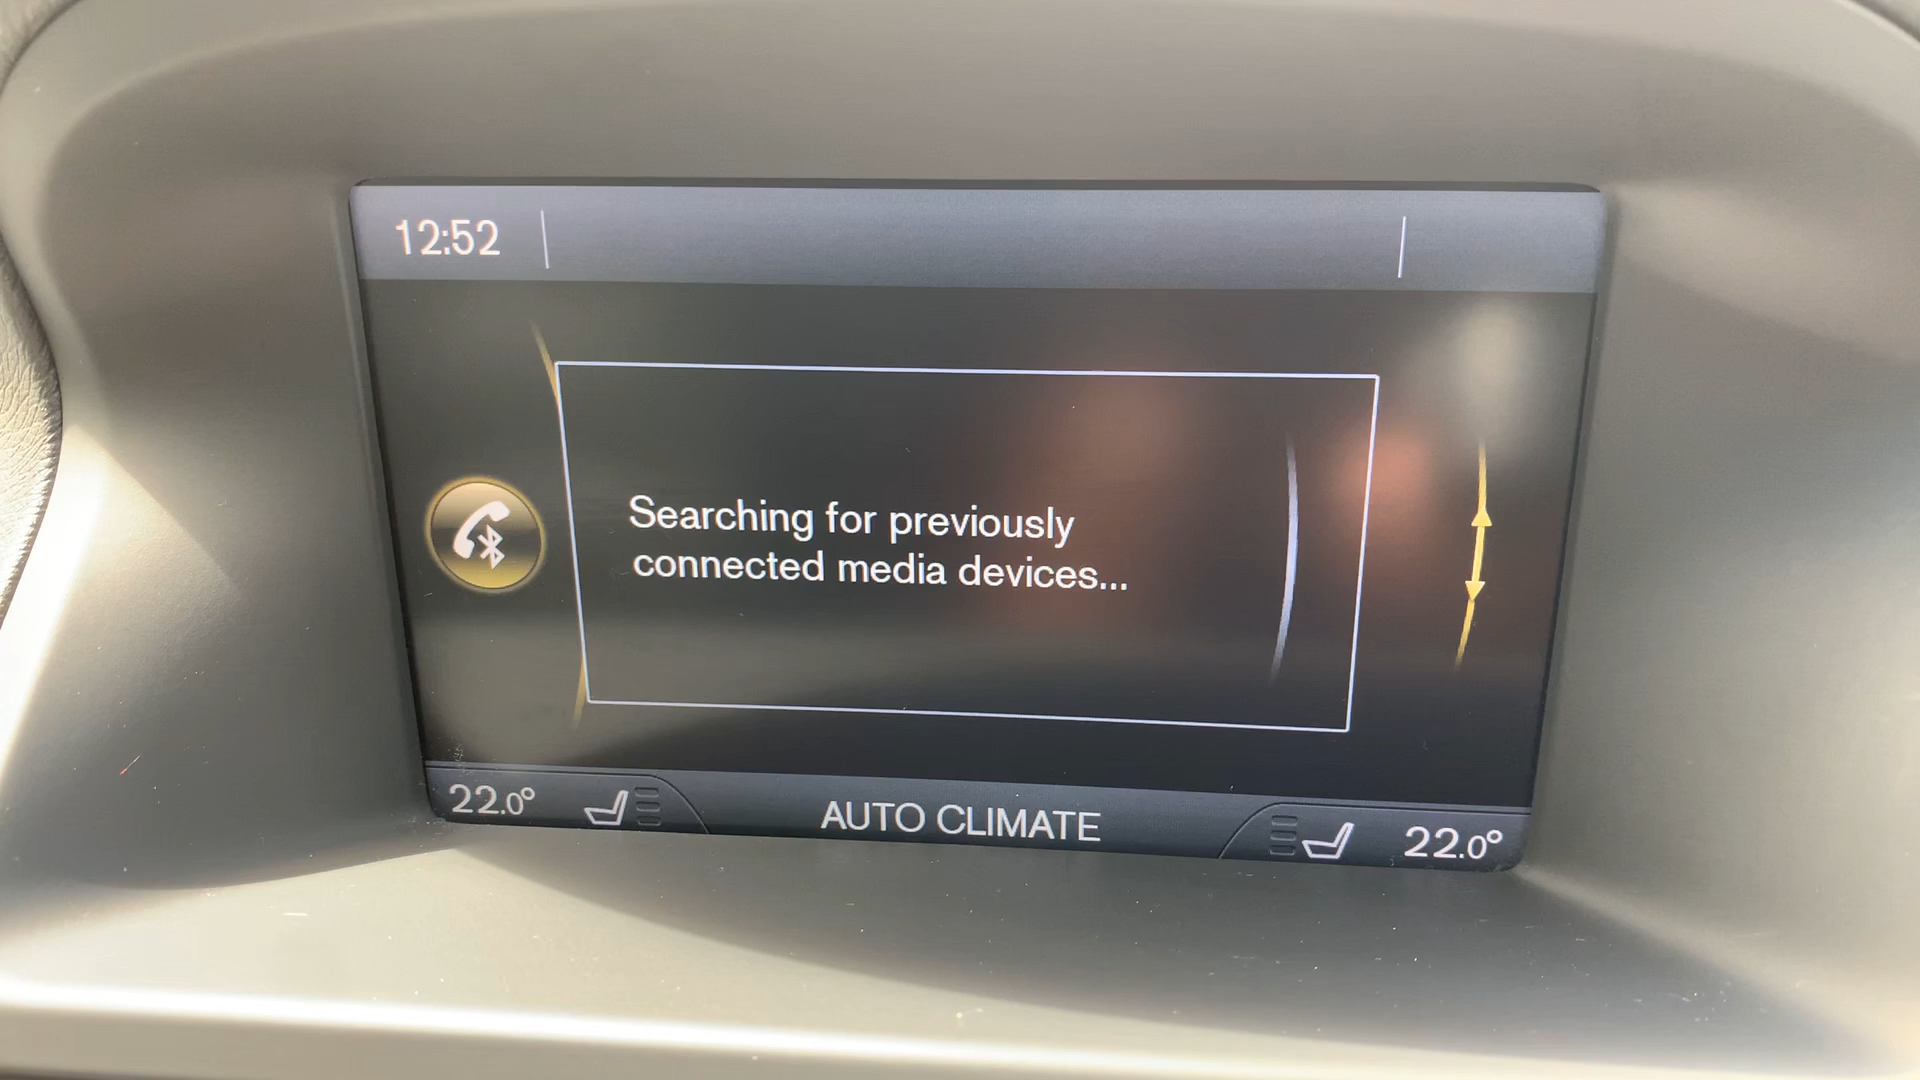 12:52
Searching for previously
connected media devices...
22.0°
AUTO CLIMATE
22.0°